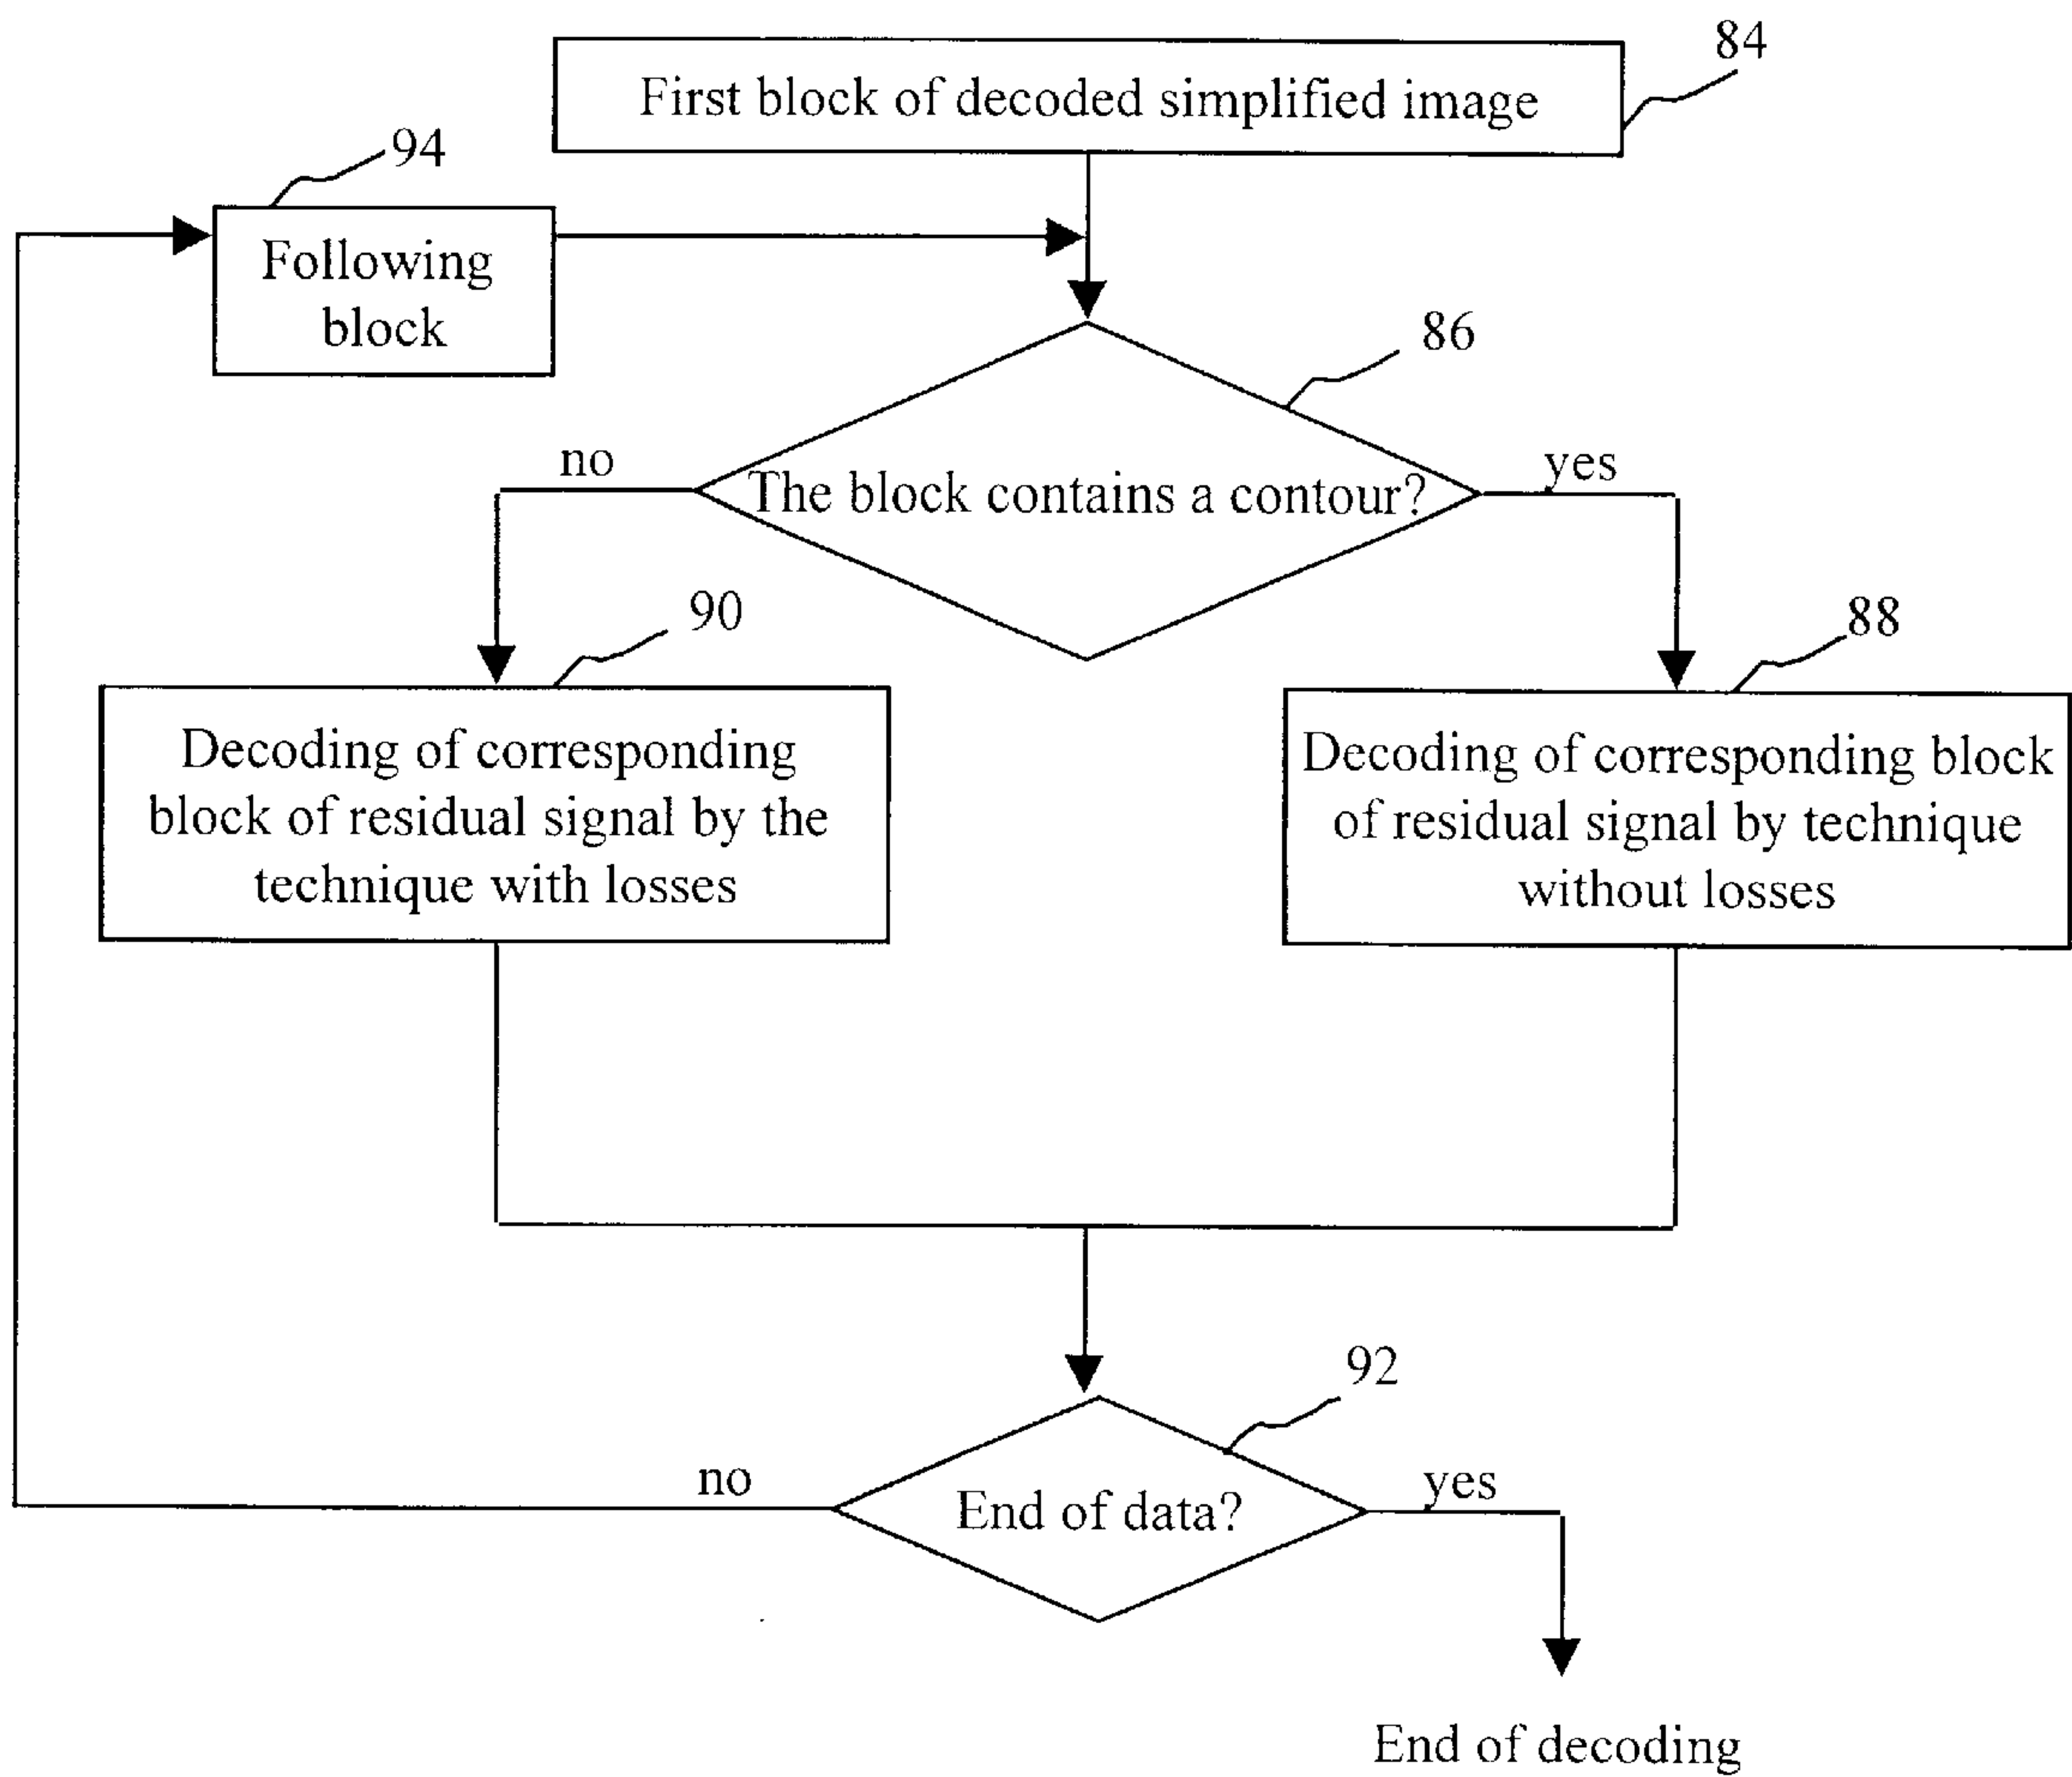 84
First block of decoded simplified image
94
Following
block
86
no
The block contains a contour?
yes
90
88
Decoding of corresponding
block of residual signal by the
technique with losses
Decoding of corresponding block
of residual signal by technique
without losses
92
no
End of data?
yes
End of decoding